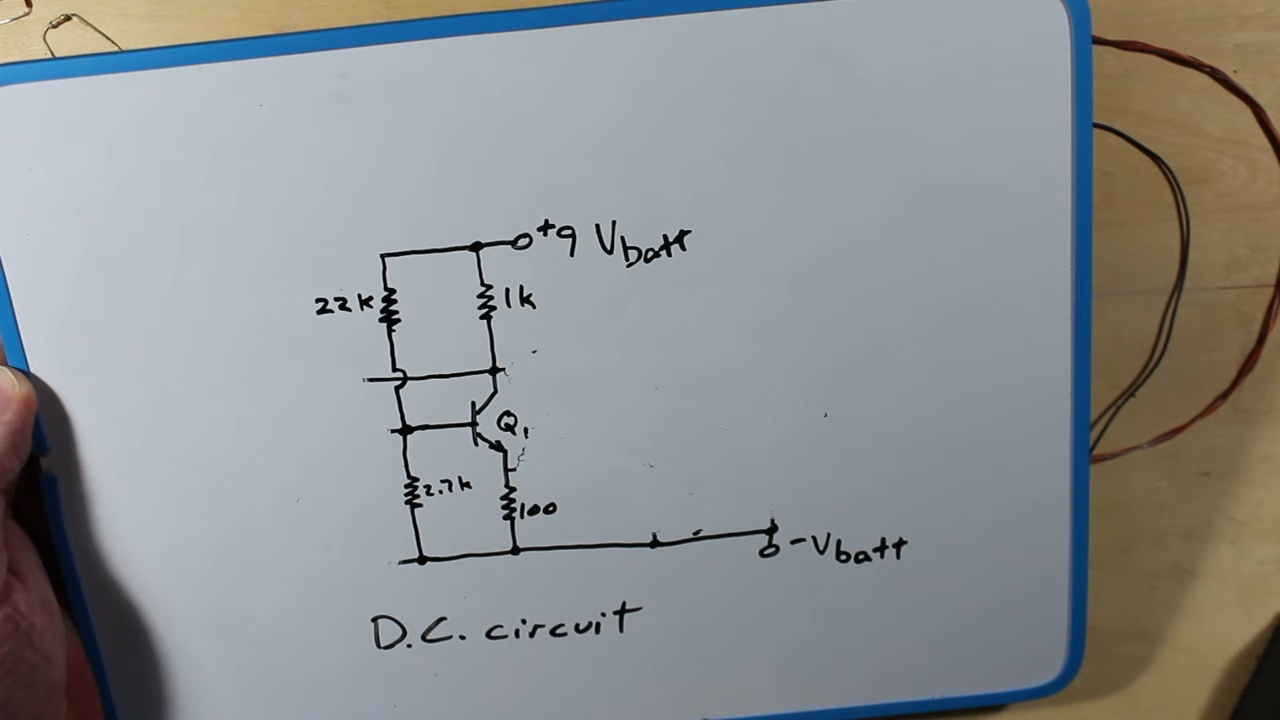 +9 Vbatt
22k
1k
Q1
2.7k
100
-Vbatt
D.C. circuit